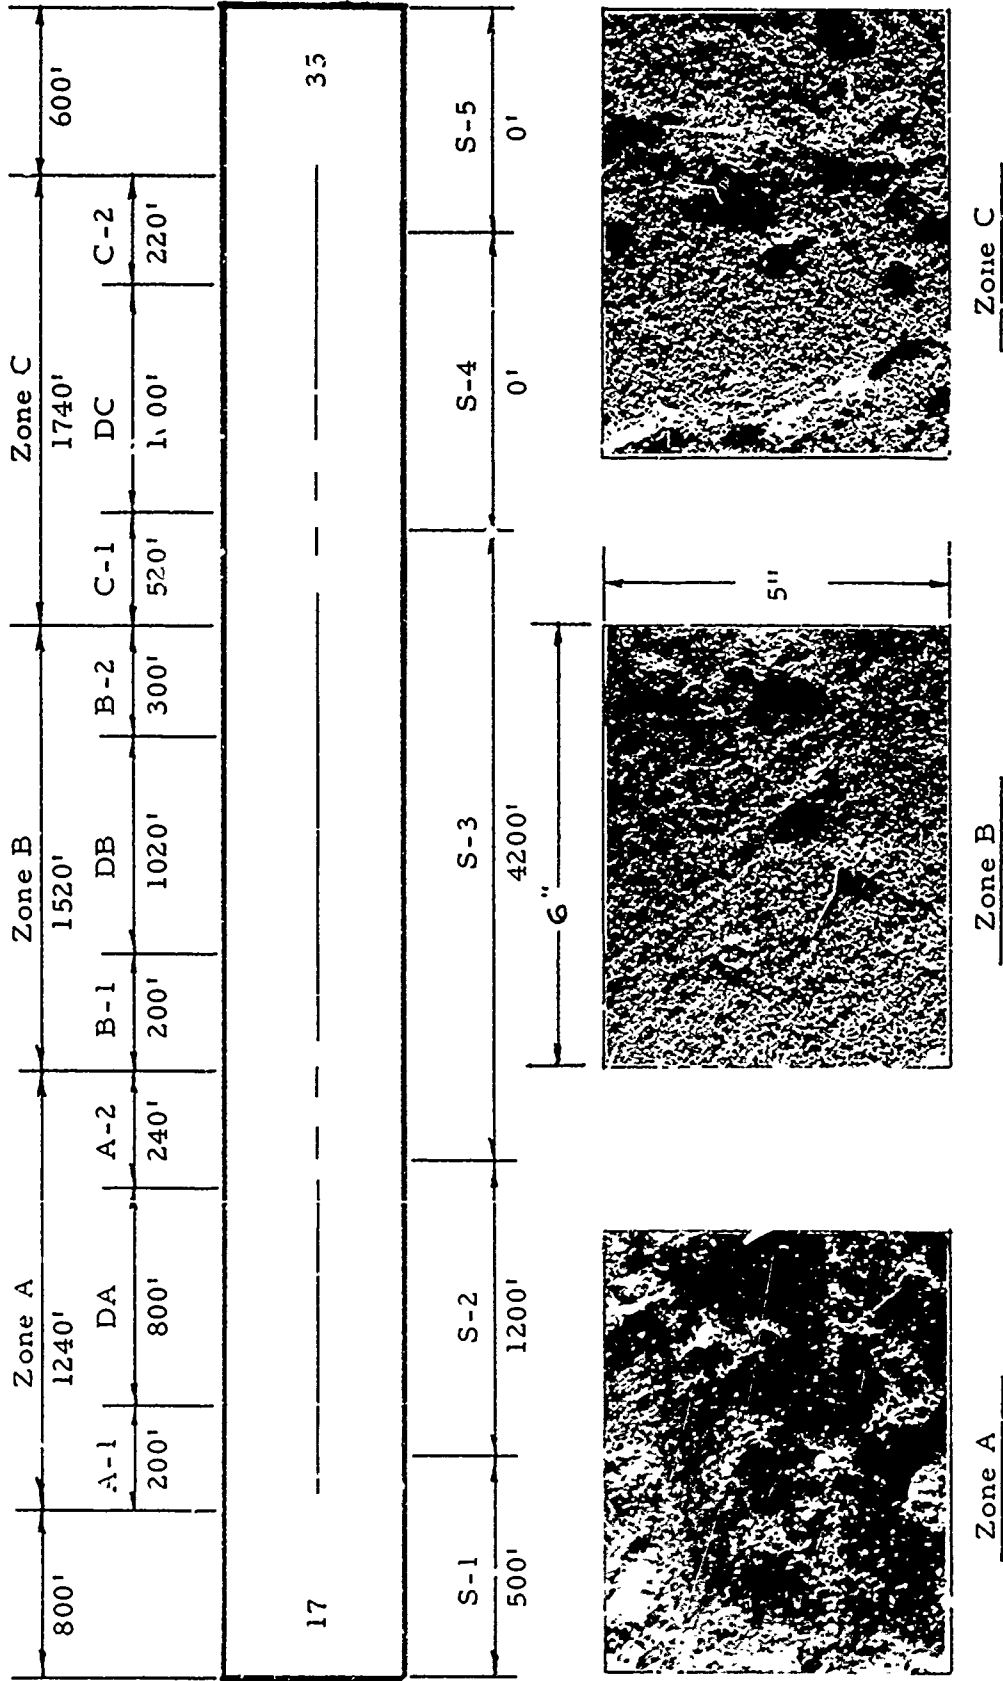 Zone A
Zone B
Zone C
800'
1240'
1520'
1740'
600'
A-1
DA
A-2
B-1
DB
B-2
C-1
DC
C-2
200'
800'
240'
200'
1020'
300'
520'
220'
17
35
S-1
S-2
S-3
S-4
S-5
500'
1200'
4200'
0'
0'
6"
5"
Zone A
Zone B
Zone C